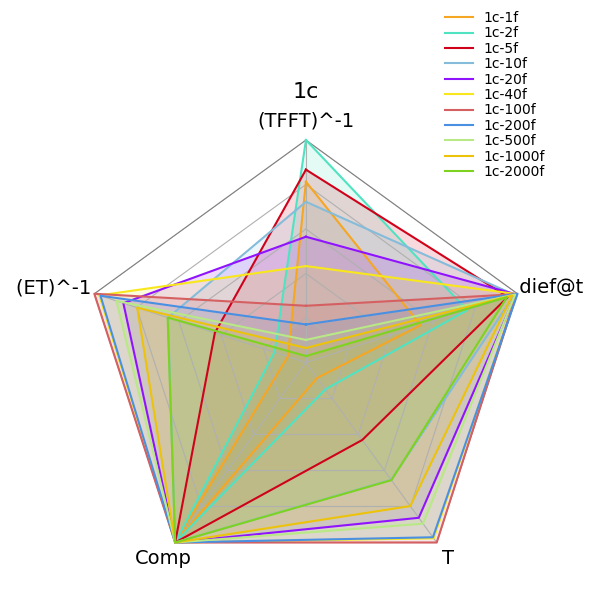 1c-1f
1c-2f
1c-5f
1c-10f
1c-20f
1c-40f
1c-100f
1c-200f
1c-500f
1c-1000f
1c-2000f
1c
(TFFT)^-1
(ET)^-1
dief@t
Comp
T